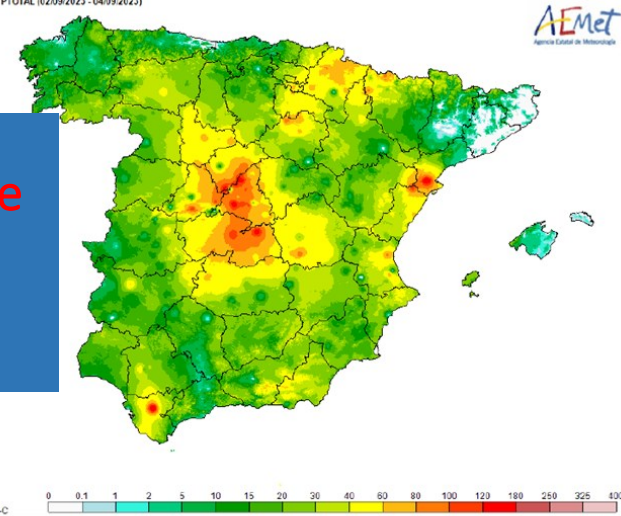 PTOTAL (02/09/2023 - 04/09/2023)
AEMet
Agencia Estatal de Meteorología
e
0 0.1 1 2 5 10 15 20 30 40 60 80 100 120 180 250 325 400
-C